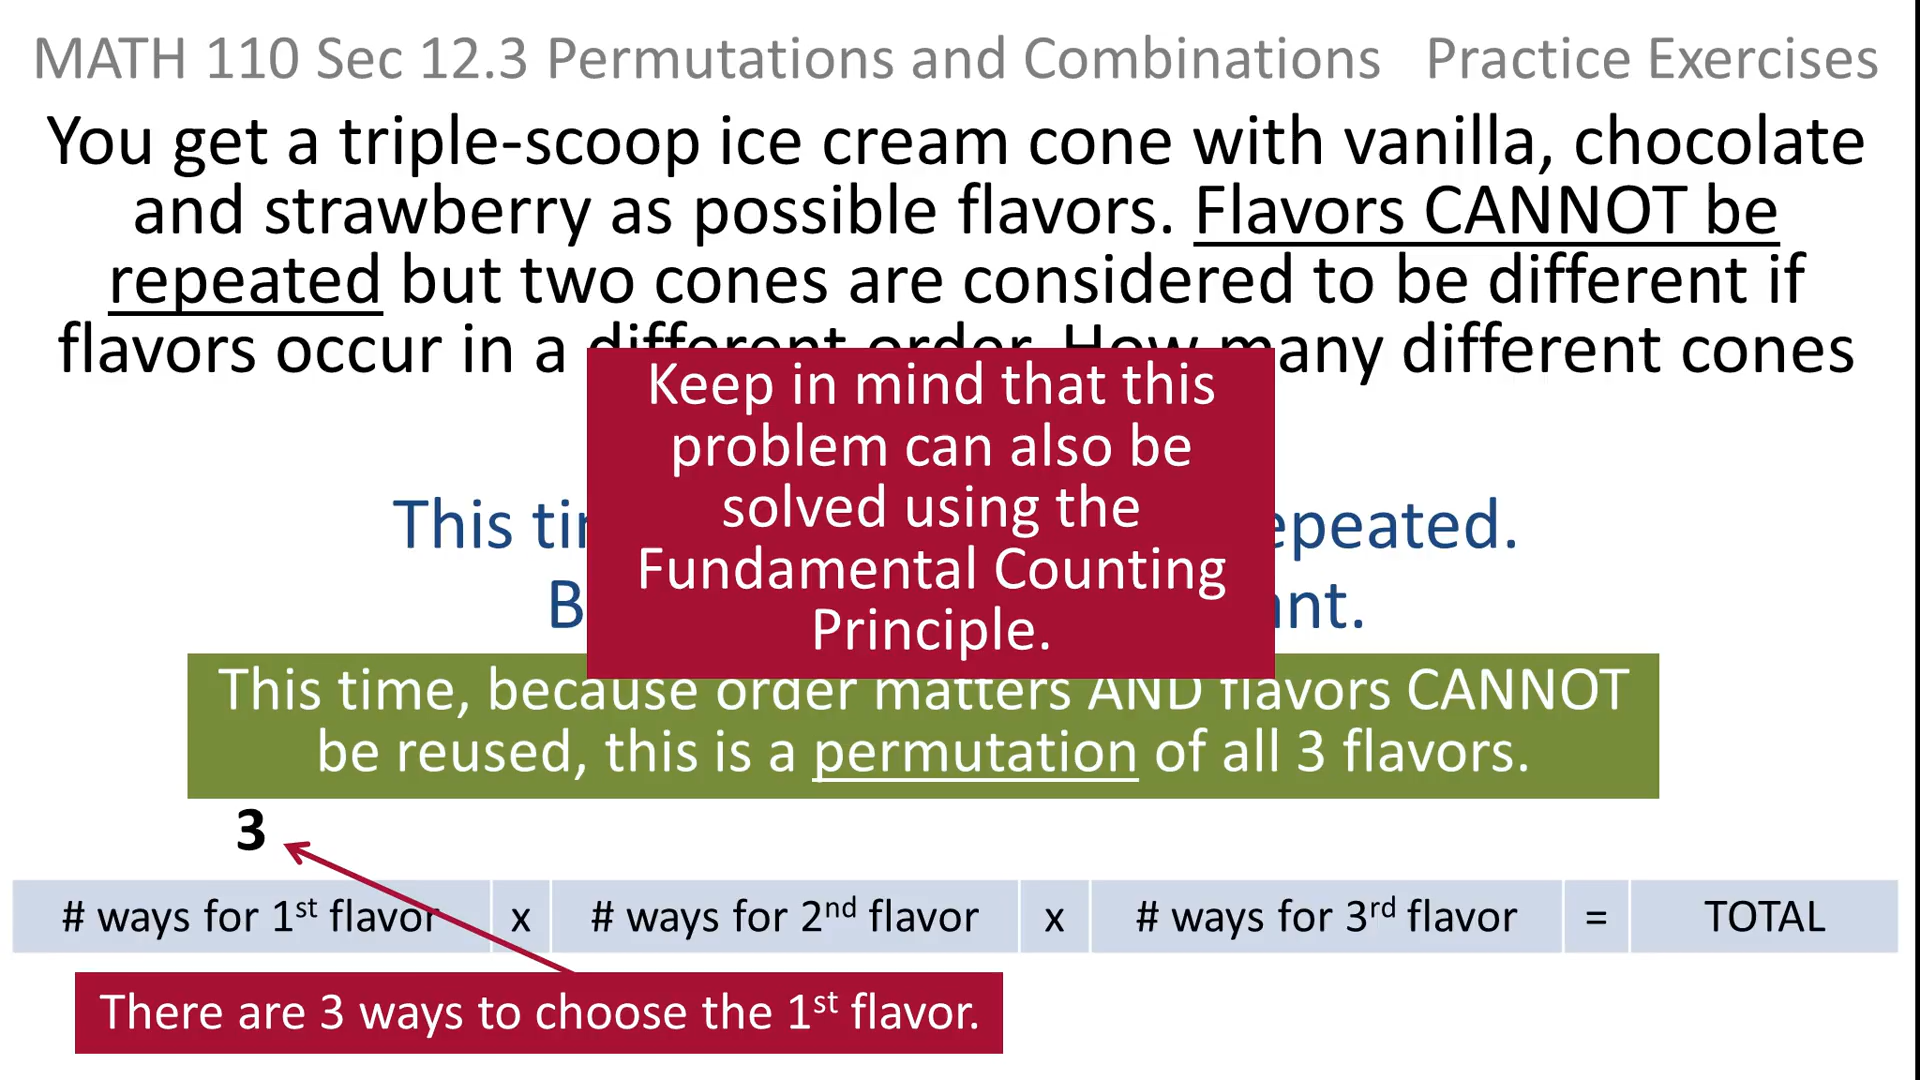 MATH 110 Sec 12.3 Permutations and Combinations Practice Exercises
You get a triple-scoop ice cream cone with vanilla, chocolate
and strawberry as possible flavors. Flavors CANNOT be
repeated but two cones are considered to be different if
flavors occur in a different order. How many different cones
Keep in mind that this
problem can also be
solved using the
Fundamental Counting
Principle.
This
repeated.
This time, because order matters AND flavors CANNOT
be reused, this is a permutation of all 3 flavors.
3
# ways for 1st flavor x # ways for 2nd flavor x # ways for 3rd flavor = TOTAL
There are 3 ways to choose the 1st flavor.